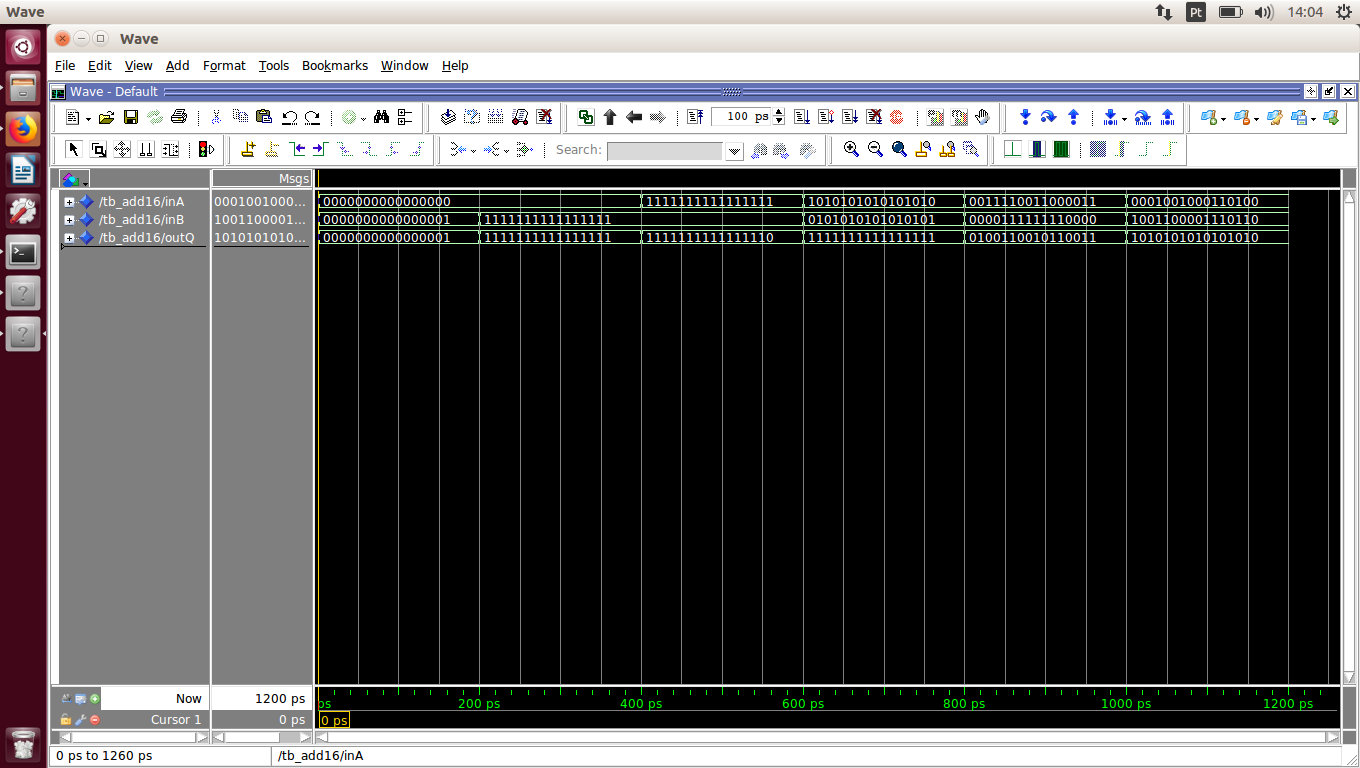 Wave
Pt
14:04
Wave
File Edit View Add Format Tools Bookmarks Window Help
Wave - Default
100 ps
Search:
Msgs
/tb_add16/inA 0001001000... 0000000000000000 1111111111111111 1010101010101010 0011110011000011 0001001000110100
/tb_add16/inB 1001100001... 0000000000000001 1111111111111111 0101010101010101 0000111111110000 1001100001110110
/tb_add16/outQ 1010101010... 0000000000000001 1111111111111111 1111111111111110 1111111111111111 0100110010110011 1010101010101010
Now 1200 ps ps 200 ps 400 ps 600 ps 800 ps 1000 ps 1200 ps
Cursor 1 0 ps 0 ps
0 ps to 1260 ps /tb_add16/inA